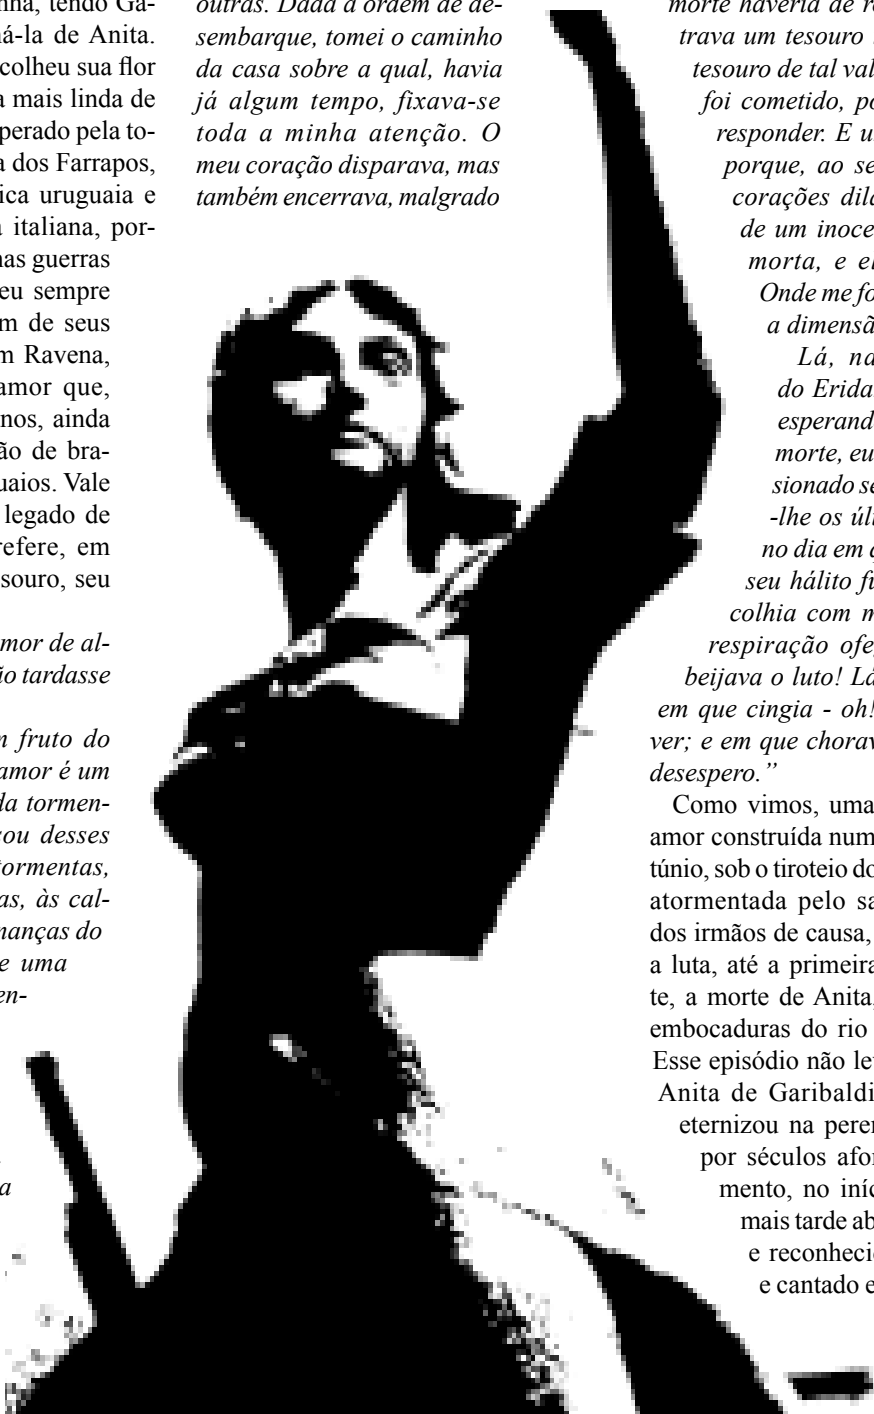 nha, tendo Ga-
ná-la de Anita.
colheu sua flor
a mais linda de
perado pela to-
a dos Farrapos,
ica uruguaia e
a italiana, por-
nas guerras
eu sempre
m de seus
m Ravena,
amor que,
nos, ainda
ão de bra-
uaios. Vale
legado de
refere, em
souro, seu
mor de al-
ão tardasse
n fruto do
amor é um
da tormen-
ou desses
tormentas,
as, às cal-
nanças do
e uma
en-
a
outras. Dada a ordem de de-
sembarque, tomei o caminho
da casa sobre a qual, havia
já algum tempo, fixava-se
toda a minha atenção. O
meu coração disparava, mas
também encerrava, malgrado
morte haveria de re
trava um tesouro
tesouro de tal val
foi cometido, po
responder. E u
porque, ao se
corações dila
de um inoce
morta, e el
Onde me fo
a dimensã
Lá, na
do Erida
esperand
morte, eu
sionado se
-lhe os últ
no dia em q
seu hálito fu
colhia com m
respiração ofe
beijava o luto! Lá
em que cingia - oh!
ver; e em que chorav
desespero.”
Como vimos, uma
amor construída num
túnio, sob o tiroteio do
atormentada pelo sa
dos irmãos de causa,
a luta, até a primeira
te, a morte de Anita,
embocaduras do rio
Esse episódio não le
Anita de Garibaldi
eternizou na peren
por séculos afor
mento, no iníc
mais tarde ab
e reconheci
e cantado e